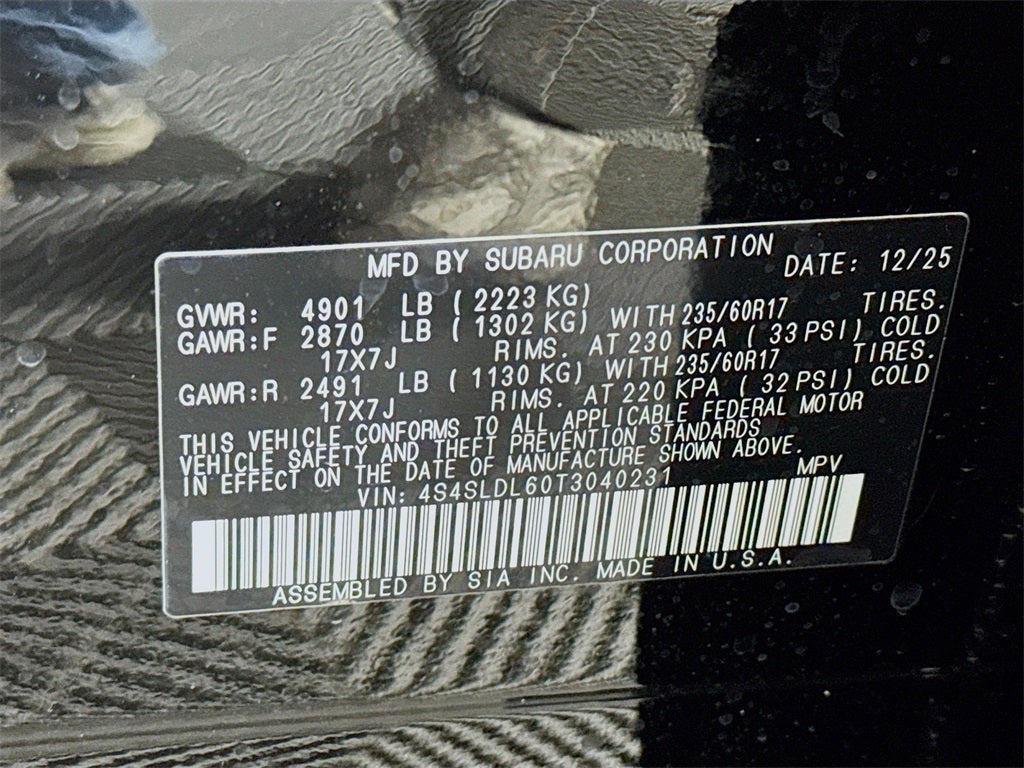 MFD BY SUBARU CORPORATION DATE: 12/25
GVWR: 4901 LB ( 2223 KG)
GAWR:F 2870 LB ( 1302 KG) WITH 235/60R17 TIRES.
17X7J RIMS. AT 230 KPA ( 33 PSI) COLD
GAWR:R 2491 LB ( 1130 KG) WITH 235/60R17 TIRES.
17X7J RIMS. AT 220 KPA ( 32 PSI) COLD
THIS VEHICLE CONFORMS TO ALL APPLICABLE FEDERAL MOTOR
VEHICLE SAFETY AND THEFT PREVENTION STANDARDS
IN EFFECT ON THE DATE OF MANUFACTURE SHOWN ABOVE.
VIN: 4S4SLDL60T3040231 MPV
ASSEMBLED BY SIA INC. MADE IN U.S.A.